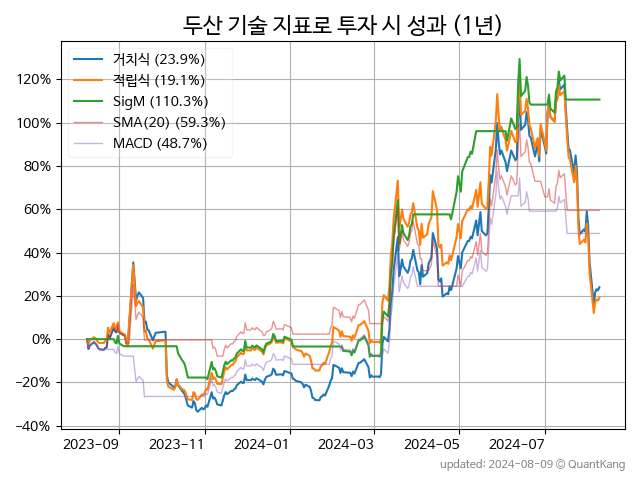 두산 기술 지표로 투자 시 성과 (1년)
거치식 (23.9%)
적립식 (19.1%)
SigM (110.3%)
SMA(20) (59.3%)
MACD (48.7%)
120%
100%
80%
60%
40%
20%
0%
−20%
−40%
2023-09
2023-11
2024-01
2024-03
2024-05
2024-07
updated: 2024-08-09 © QuantKang